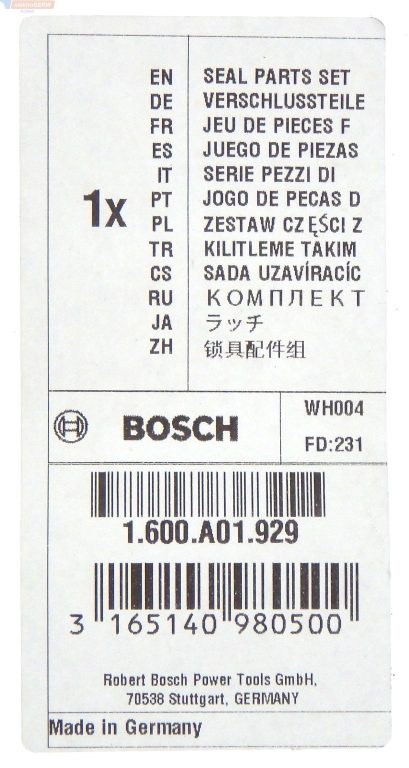 1x
EN SEAL PARTS SET
DE VERSCHLUSSTEILE
FR JEU DE PIECES F
ES JUEGO DE PIEZAS
IT SERIE PEZZI DI
PT JOGO DE PECAS D
PL ZESTAW CZĘŚCI Z
TR KILITLEME TAKIM
CS SADA UZAVÍRACÍC
RU КОМПЛЕКТ
JA ラッチ
ZH 锁具配件组
BOSCH
WH004
FD:231
1.600.A01.929
3 165140 980500
Robert Bosch Power Tools GmbH,
70538 Stuttgart, GERMANY
Made in Germany